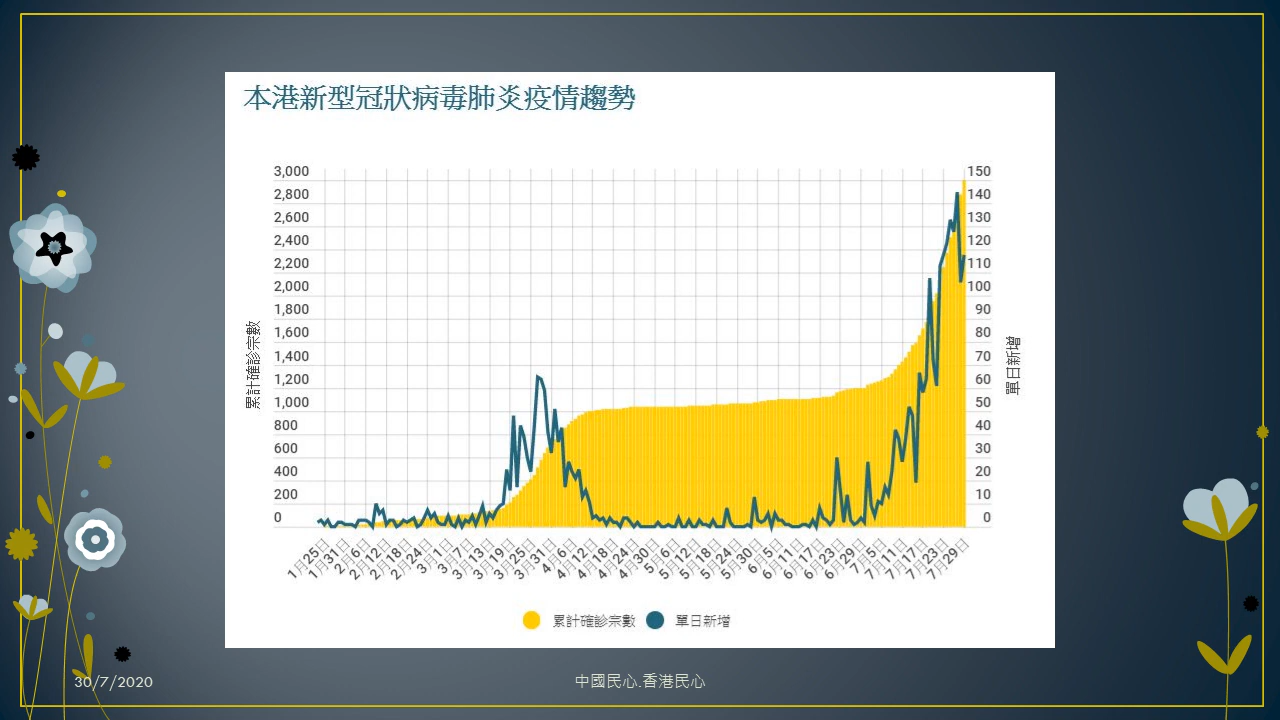 本港新型冠狀病毒肺炎疫情趨勢
3,000
2,800
2,600
2,400
2,200
2,000
1,800
1,600
1,400
1,200
1,000
800
600
400
200
0
累計確診宗數
150
140
130
120
110
100
90
80
70
60
50
40
30
20
10
0
單日新增
1月25日
1月31日
2月6日
2月12日
2月18日
2月24日
3月1日
3月7日
3月13日
3月19日
3月25日
3月31日
4月6日
4月12日
4月18日
4月24日
4月30日
5月6日
5月12日
5月18日
5月24日
5月30日
6月5日
6月11日
6月17日
6月23日
6月29日
7月5日
7月11日
7月17日
7月23日
7月29日
累計確診宗數 單日新增
30/7/2020
中國民心.香港民心